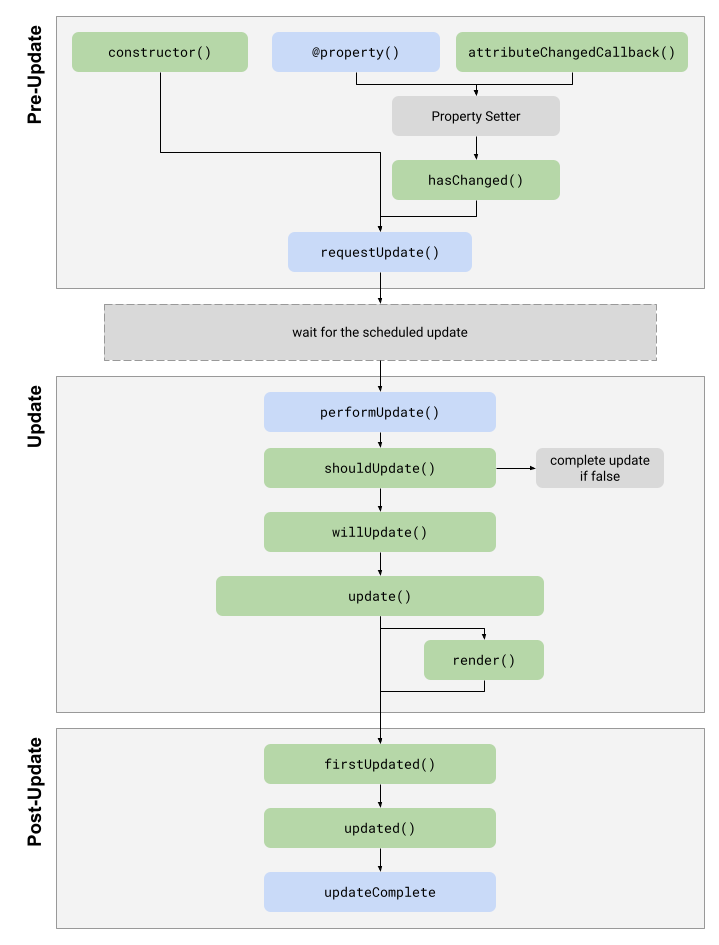 Pre-Update
constructor()
@property()
attributeChangedCallback()
Property Setter
hasChanged()
requestUpdate()
wait for the scheduled update
Update
performUpdate()
shouldUpdate()
complete update
if false
willUpdate()
update()
render()
Post-Update
firstUpdated()
updated()
updateComplete